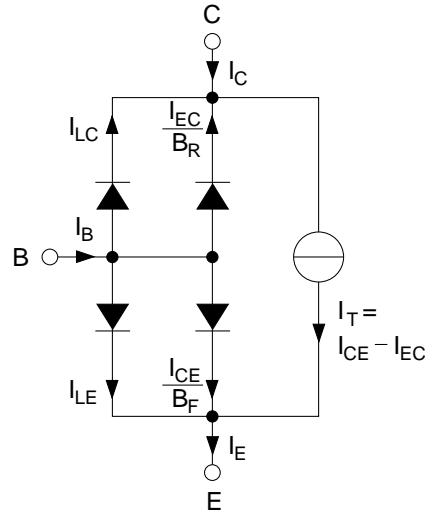 C
I_C
I_LC
I_EC
B_R
I_B
B
I_T =
I_CE – I_EC
I_LE
I_CE
B_F
I_E
E